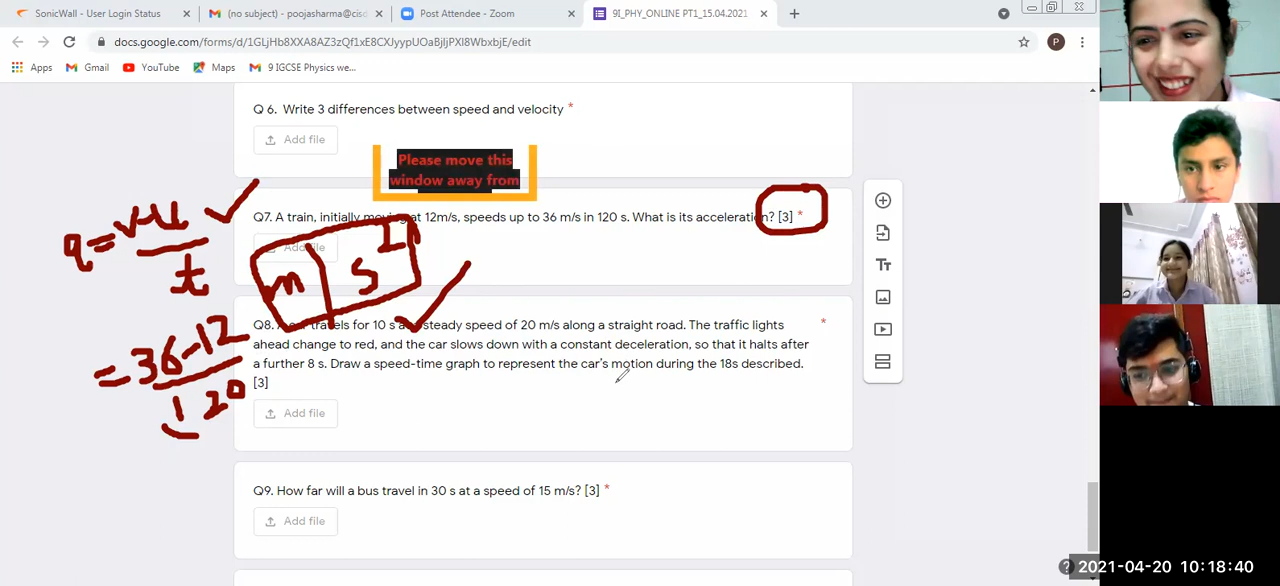 SonicWall - User Login Status
(no subject) - poojasharma@cisd
Post Attendee - Zoom
9I_PHY_ONLINE PT1_15.04.2021
docs.google.com/forms/d/1GLjHb8XXA8AZ3zQf1xE8CXJyypUOaBjljPXl8WbxbjE/edit
P
Apps
Gmail
YouTube
Maps
9 IGCSE Physics we...
Q 6. Write 3 differences between speed and velocity *
Add file
Please move this
window away from
Q7. A train, initially moving at 12m/s, speeds up to 36 m/s in 120 s. What is its acceleration? [3] *
Add file
a = v-u
t
m S I
= 36-12
120
Q8. A car travels for 10 s at steady speed of 20 m/s along a straight road. The traffic lights *
ahead change to red, and the car slows down with a constant deceleration, so that it halts after
a further 8 s. Draw a speed-time graph to represent the car's motion during the 18s described.
[3]
Add file
Q9. How far will a bus travel in 30 s at a speed of 15 m/s? [3] *
Add file
Tт
2021-04-20 10:18:40